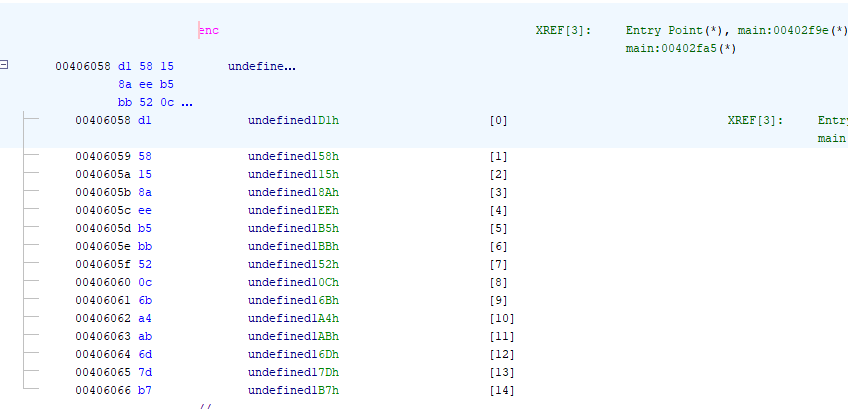 enc XREF[3]: Entry Point(*), main:00402f9e(*)
main:00402fa5(*)
00406058 d1 58 15 undefine...
8a ee b5
bb 52 0c ...
00406058 d1 undefined1D1h [0] XREF[3]: Entry
main
00406059 58 undefined158h [1]
0040605a 15 undefined115h [2]
0040605b 8a undefined18Ah [3]
0040605c ee undefined1EEh [4]
0040605d b5 undefined1B5h [5]
0040605e bb undefined1BBh [6]
0040605f 52 undefined152h [7]
00406060 0c undefined10Ch [8]
00406061 6b undefined16Bh [9]
00406062 a4 undefined1A4h [10]
00406063 ab undefined1ABh [11]
00406064 6d undefined16Dh [12]
00406065 7d undefined17Dh [13]
00406066 b7 undefined1B7h [14]
//